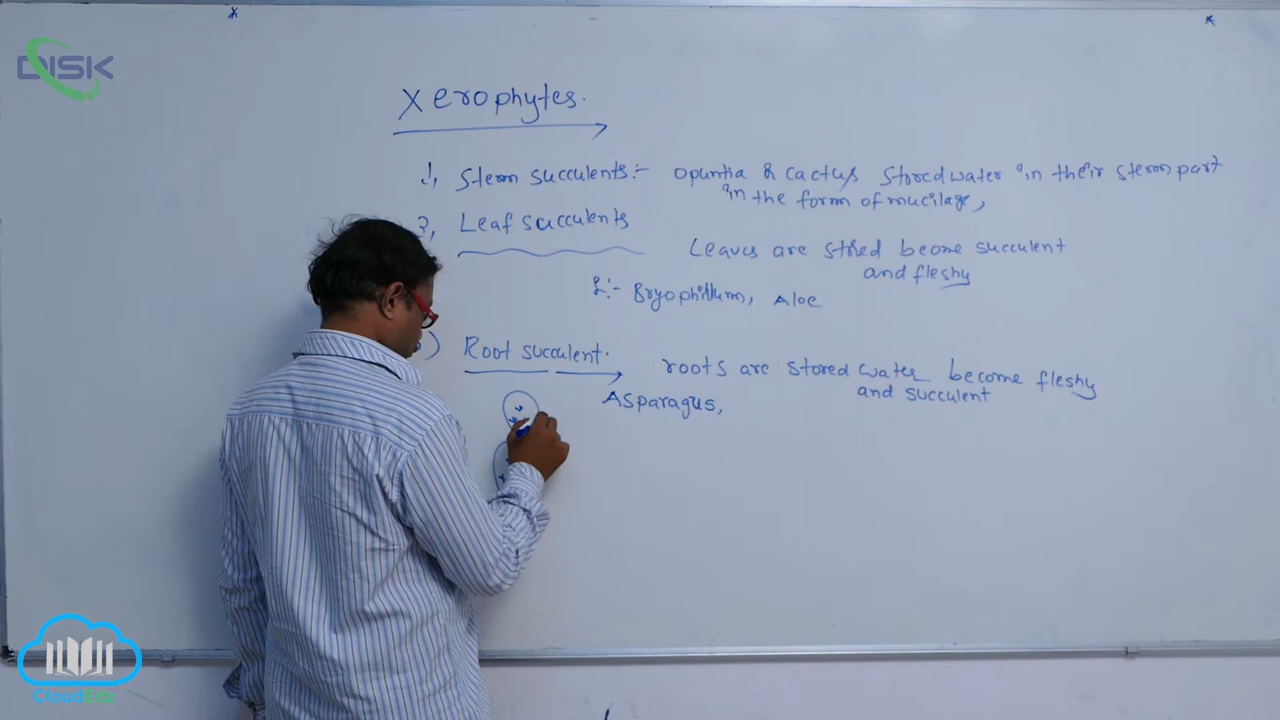 DISK
Xerophytes.
1, Stem succulents:- opuntia & cactus stored water in their stem part
in the form of mucilage,
2, Leaf succulents
Leaves are stored become succulent
and fleshy
Bryophillum, Aloe
) Root succulent. roots are stored water become fleshy
and succulent
Asparagus,
CloudEdz